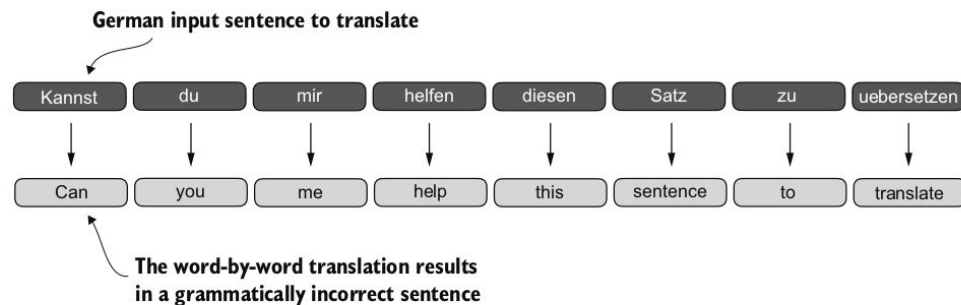 German input sentence to translate
Kannst du mir helfen diesen Satz zu uebersetzen
Can you me help this sentence to translate
The word-by-word translation results
in a grammatically incorrect sentence